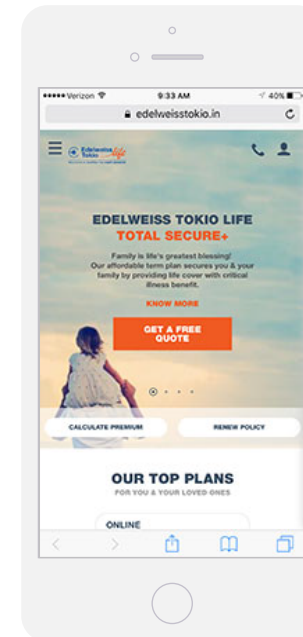 Verizon 9:33 AM 40%
edelweisstokio.in
Edelweiss
Tokio Life
EDELWEISS TOKIO LIFE
TOTAL SECURE+
Family is life's greatest blessing!
Our affordable term plan secures you & your
family by providing life cover with critical
illness benefit.
KNOW MORE
GET A FREE
QUOTE
CALCULATE PREMIUM RENEW POLICY
OUR TOP PLANS
FOR YOU & YOUR LOVED ONES
ONLINE